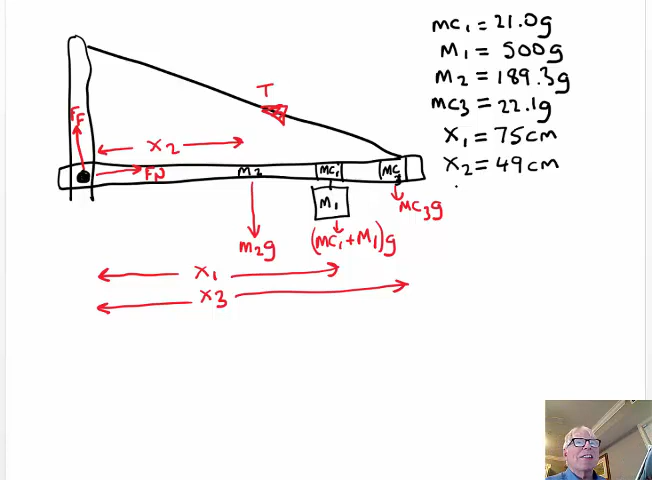 mc1 = 21.0g
M1 = 500g
M2 = 189.3g
mc3 = 22.1g
x1 = 75cm
x2 = 49cm
T
FF
x2
FN
M2
MC1
MC3
M1
MC3g
M2g
(MC1+M1)g
x1
x3